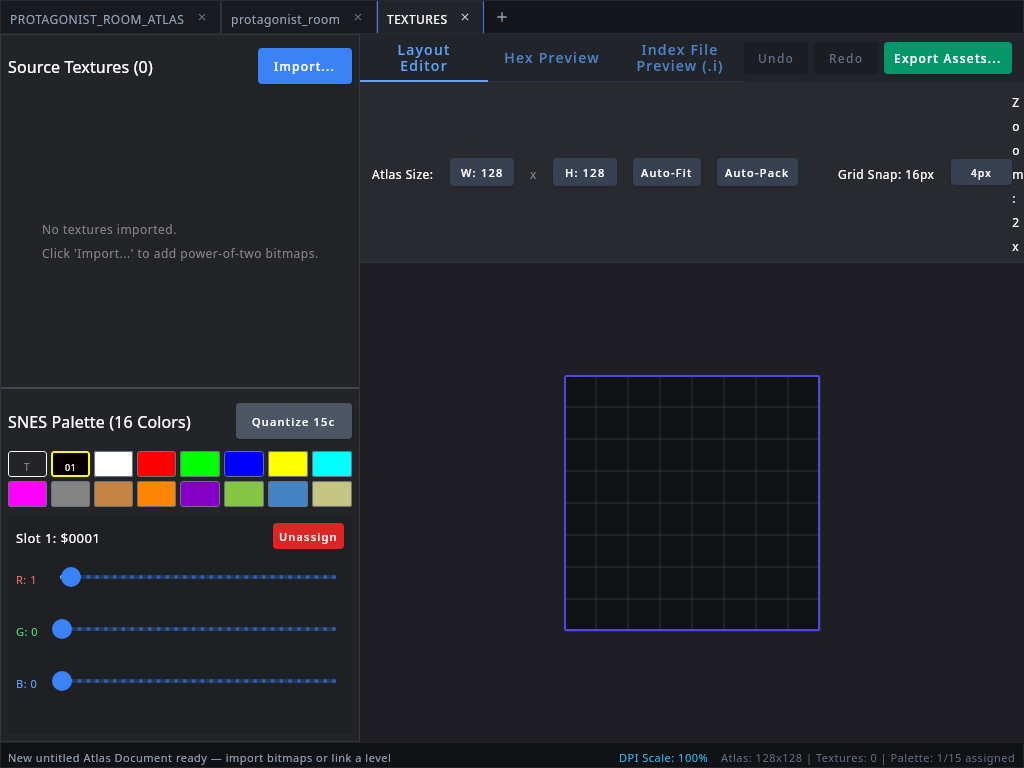 PROTAGONIST_ROOM_ATLAS ×
protagonist_room ×
TEXTURES ×
+
Source Textures (0)
Import...
No textures imported.
Click 'Import...' to add power-of-two bitmaps.
SNES Palette (16 Colors)
Quantize 15c
T
01
Slot 1: $0001
Unassign
R: 1
G: 0
B: 0
Layout
Editor
Hex Preview
Index File
Preview (.i)
Undo
Redo
Export Assets...
Atlas Size:
W: 128
x
H: 128
Auto-Fit
Auto-Pack
Grid Snap: 16px
4px
Z
o
o
m
:
2
x
New untitled Atlas Document ready — import bitmaps or link a level
DPI Scale: 100%
Atlas: 128x128 | Textures: 0 | Palette: 1/15 assigned